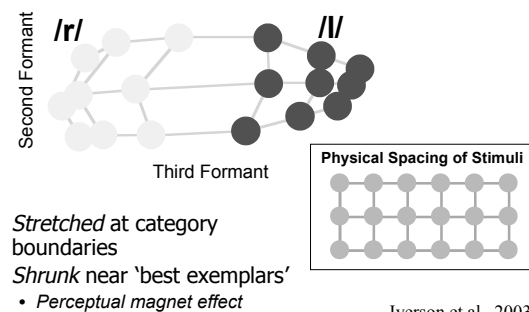 /r/
/l/
Second Formant
Third Formant
Physical Spacing of Stimuli
Stretched at category
boundaries
Shrunk near ‘best exemplars’
• Perceptual magnet effect
Iverson et al., 2003